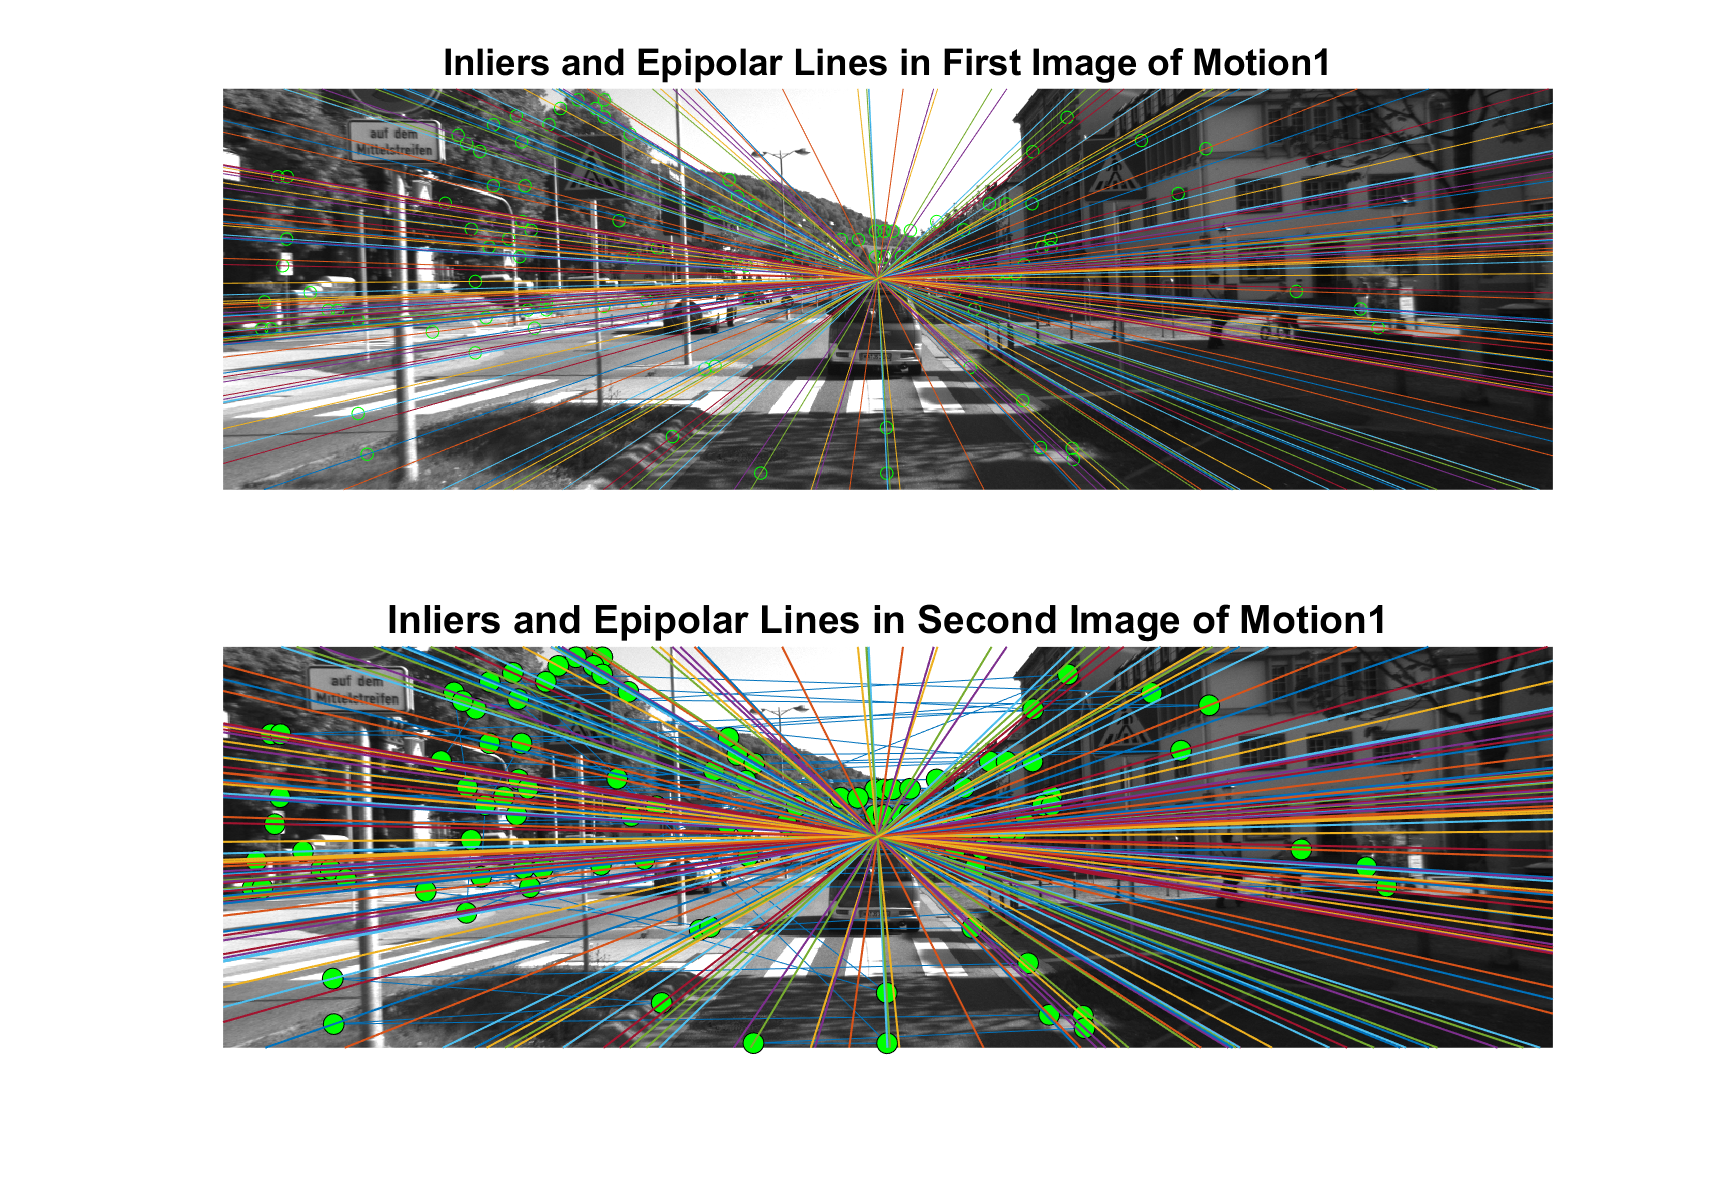 Inliers and Epipolar Lines in First Image of Motion1
auf dem
Mittelstreifen
Inliers and Epipolar Lines in Second Image of Motion1
auf dem
Mittelstreifen